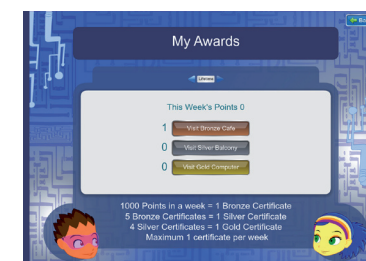 Ba
My Awards
Lifetime
This Week's Points 0
1 Visit Bronze Cafe
0 Visit Silver Balcony
0 Visit Gold Computer
1000 Points in a week = 1 Bronze Certificate
5 Bronze Certificates = 1 Silver Certificate
4 Silver Certificates = 1 Gold Certificate
Maximum 1 certificate per week